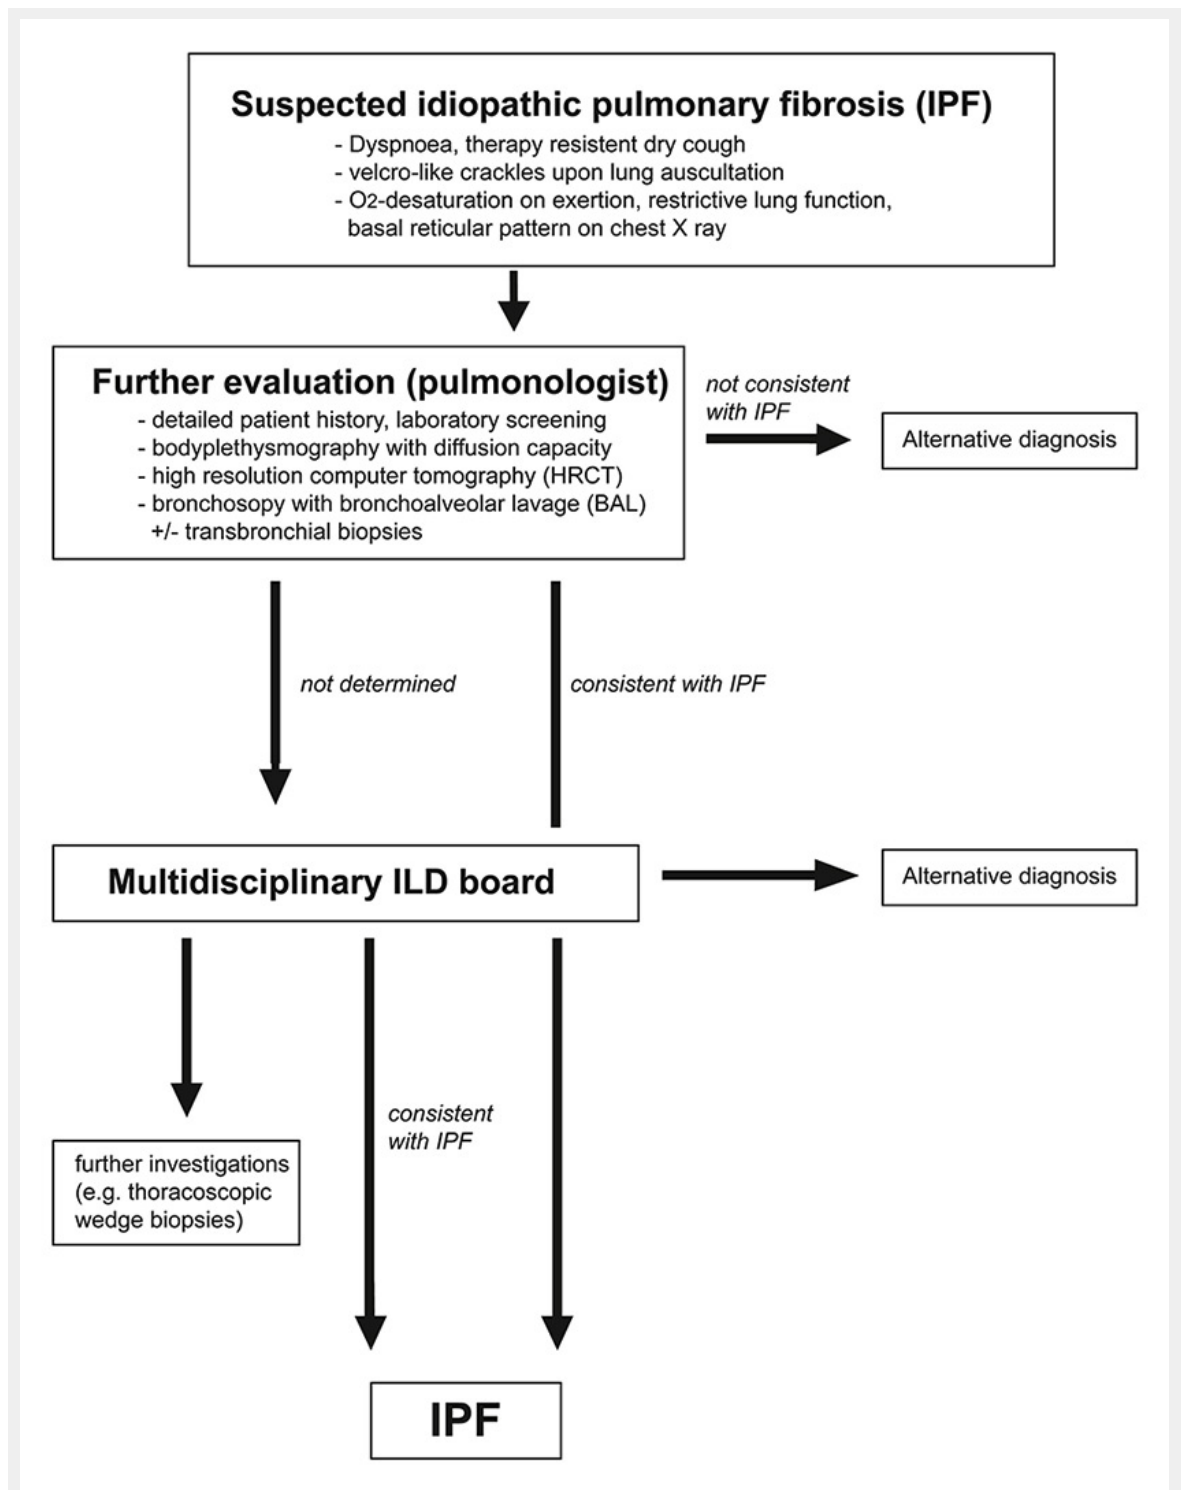 Suspected idiopathic pulmonary fibrosis (IPF)
- Dyspnoea, therapy resistent dry cough
- velcro-like crackles upon lung auscultation
- O2-desaturation on exertion, restrictive lung function,
basal reticular pattern on chest X ray
Further evaluation (pulmonologist)
- detailed patient history, laboratory screening
- bodyplethysmography with diffusion capacity
- high resolution computer tomography (HRCT)
- bronchosopy with bronchoalveolar lavage (BAL)
+/- transbronchial biopsies
not consistent
with IPF
Alternative diagnosis
not determined
consistent with IPF
Multidisciplinary ILD board
Alternative diagnosis
consistent
with IPF
further investigations
(e.g. thoracoscopic
wedge biopsies)
IPF